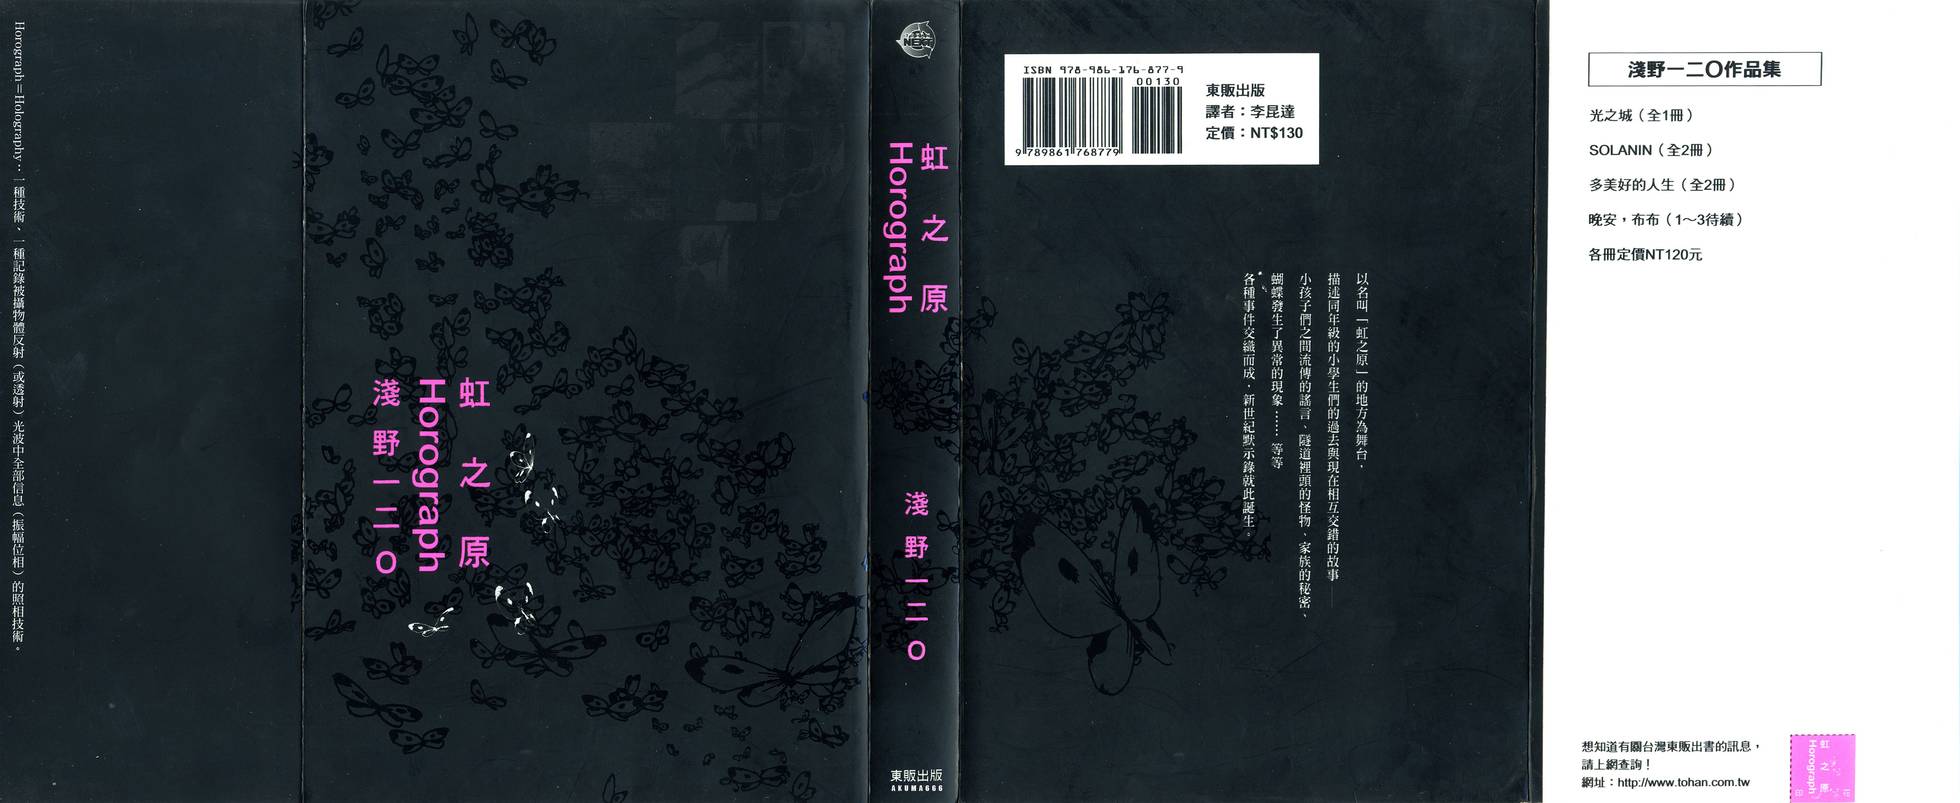 Horograph=Holography:一種技術、一種記錄被攝物體反射(或透射)光波中全部信息(振幅位相)的照相技術。
虹之原
Horograph
淺野一二O
NEXT
虹之原
Horograph
淺野一二O
東販出版
AKUMA666
ISBN 978-986-176-877-9
00130
9 789861 768779
東販出版
譯者:李昆達
定價:NT$130
以名叫「虹之原」的地方為舞台,
描述同年級的小學生們的過去與現在相互交錯的故事——
小孩子們之間流傳的謠言、隧道裡頭的怪物、家族的秘密、
蝴蝶發生了異常的現象……等等
各種事件交織而成,新世紀默示錄就此誕生。
淺野一二O作品集
光之城(全1冊)
SOLANIN(全2冊)
多美好的人生(全2冊)
晚安,布布(1～3待續)
各冊定價NT120元
想知道有關台灣東販出書的訊息,
請上網查詢!
網址:http://www.tohan.com.tw
虹之原
Horograph
印花